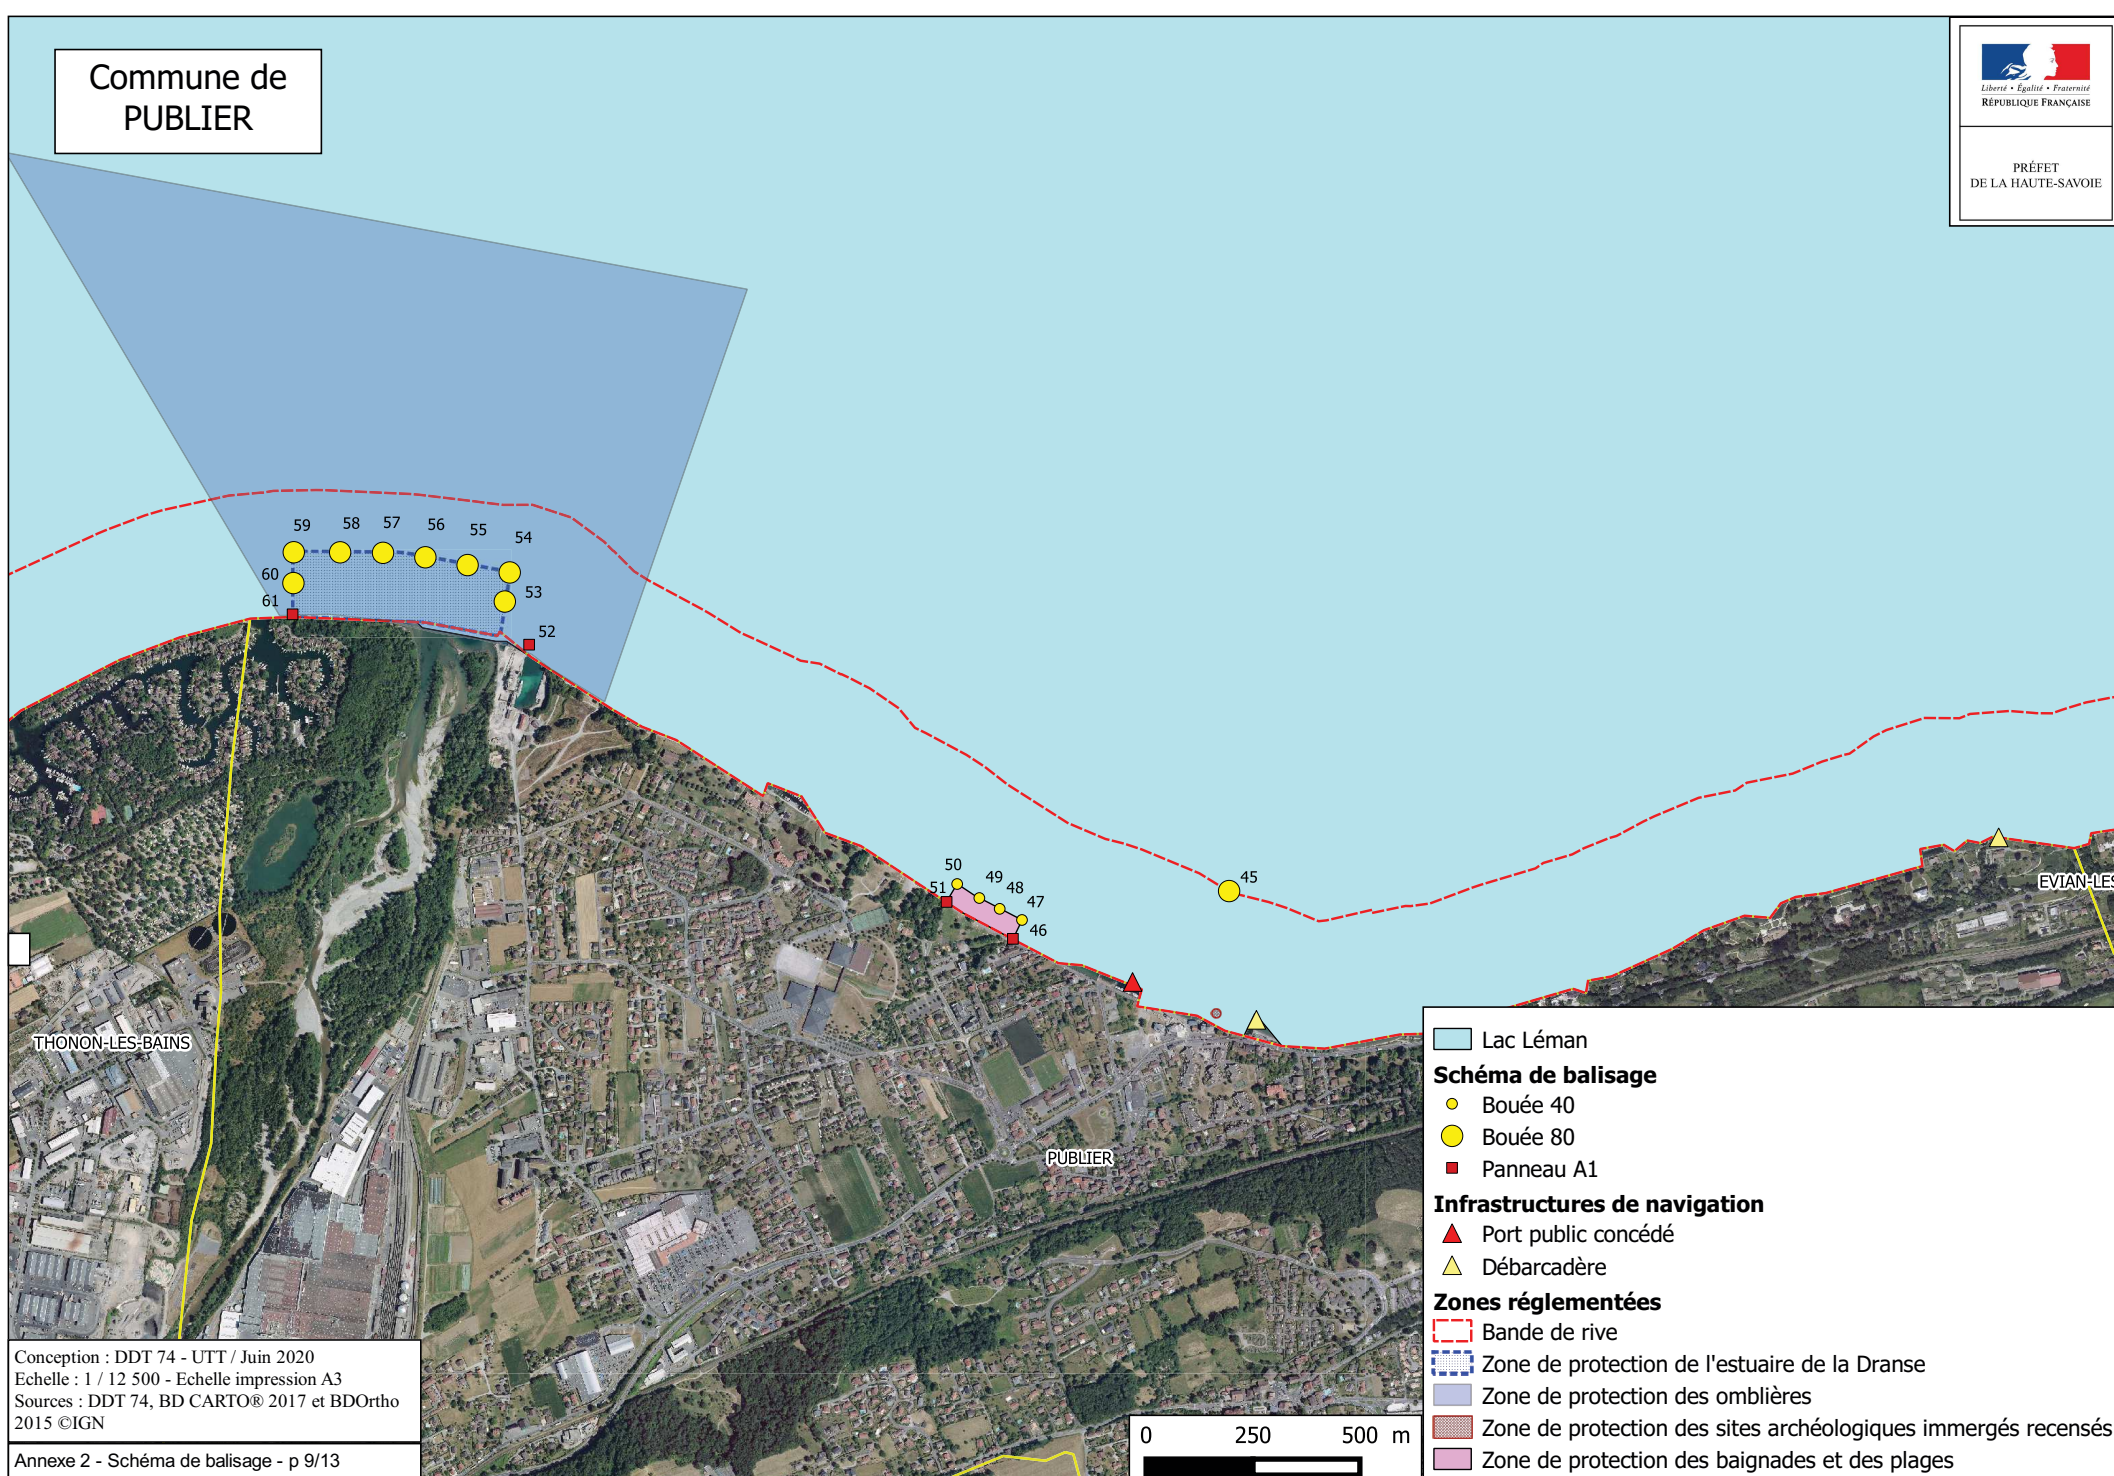 Commune de
PUBLIER
Liberté • Égalité • Fraternité
RÉPUBLIQUE FRANÇAISE
PRÉFET
DE LA HAUTE-SAVOIE
59
58
57
56
55
54
60
53
61
52
50
49
51
48
47
46
45
EVIAN-LES
THONON-LES-BAINS
PUBLIER
Lac Léman
Schéma de balisage
Bouée 40
Bouée 80
Panneau A1
Infrastructures de navigation
Port public concédé
Débarcadère
Zones réglementées
Bande de rive
Zone de protection de l'estuaire de la Dranse
Zone de protection des omblières
Zone de protection des sites archéologiques immergés recensés
Zone de protection des baignades et des plages
Conception : DDT 74 - UTT / Juin 2020
Echelle : 1 / 12 500 - Echelle impression A3
Sources : DDT 74, BD CARTO® 2017 et BDOrtho
2015 ©IGN
Annexe 2 - Schéma de balisage - p 9/13
0 250 500 m